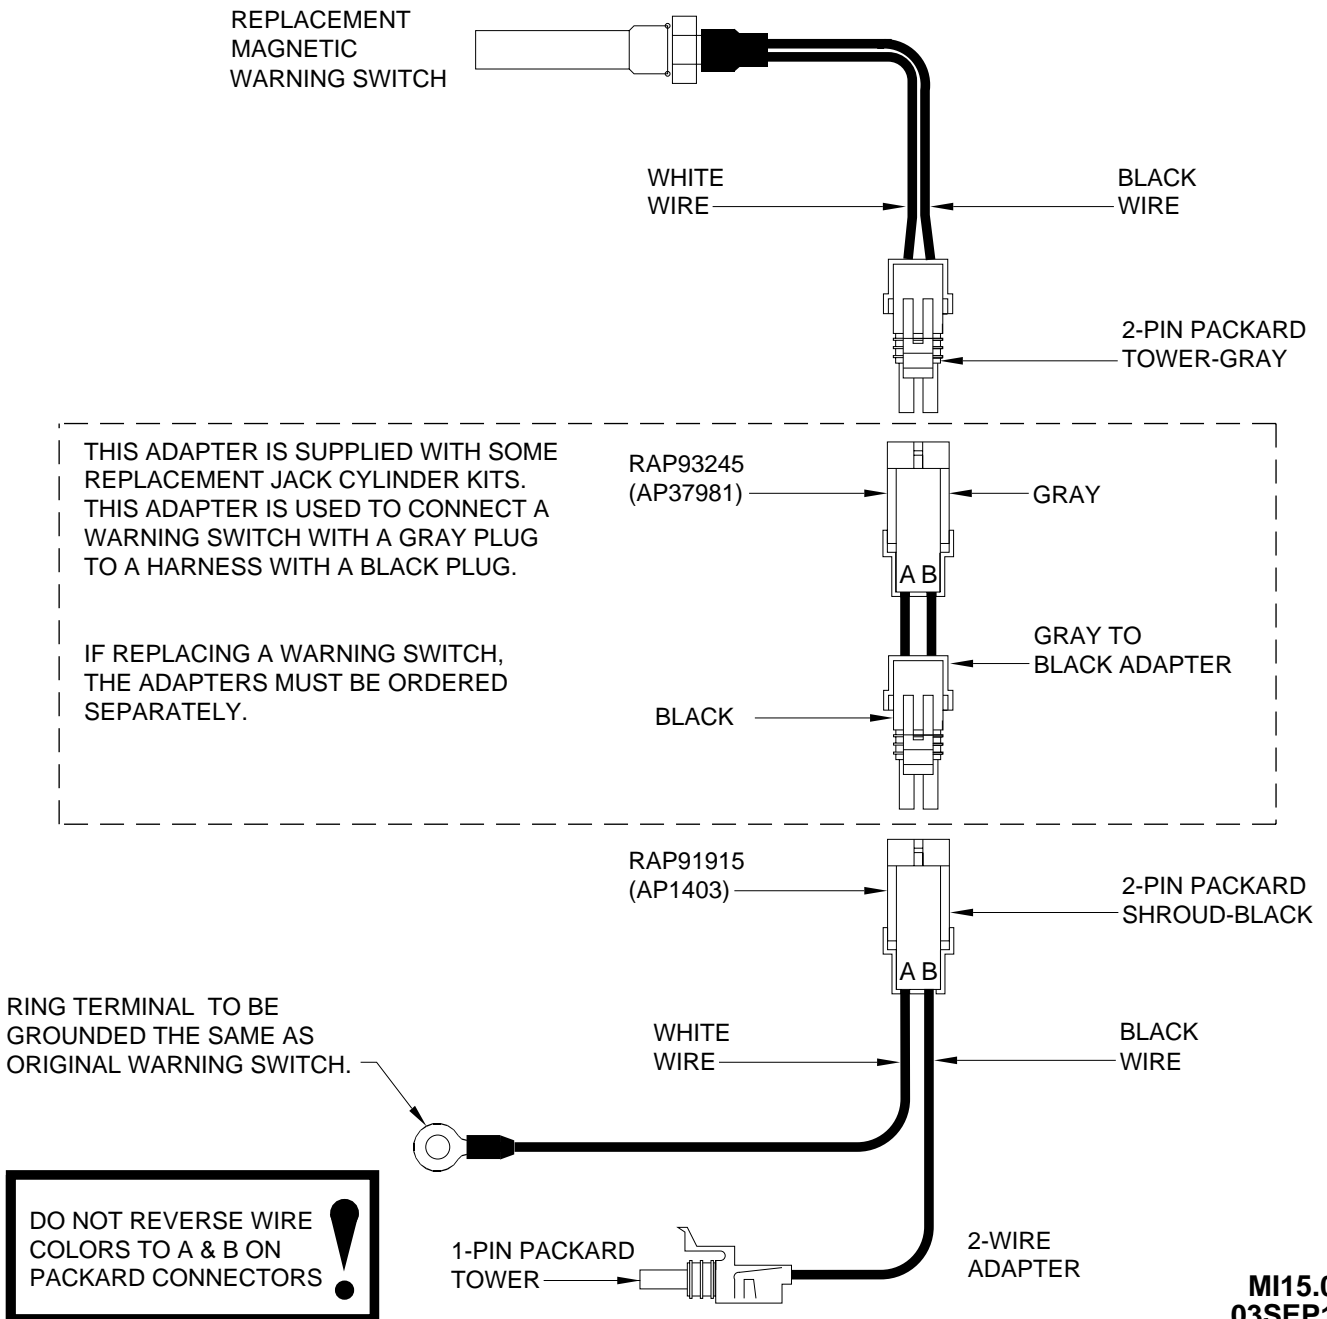 REPLACEMENT
MAGNETIC
WARNING SWITCH
WHITE
WIRE
BLACK
WIRE
2-PIN PACKARD
TOWER-GRAY
THIS ADAPTER IS SUPPLIED WITH SOME
REPLACEMENT JACK CYLINDER KITS.
THIS ADAPTER IS USED TO CONNECT A
WARNING SWITCH WITH A GRAY PLUG
TO A HARNESS WITH A BLACK PLUG.
IF REPLACING A WARNING SWITCH,
THE ADAPTERS MUST BE ORDERED
SEPARATELY.
RAP93245
(AP37981)
GRAY
A B
GRAY TO
BLACK ADAPTER
BLACK
RAP91915
(AP1403)
2-PIN PACKARD
SHROUD-BLACK
A B
RING TERMINAL  TO BE
GROUNDED THE SAME AS
ORIGINAL WARNING SWITCH.
WHITE
WIRE
BLACK
WIRE
DO NOT REVERSE WIRE
COLORS TO A & B ON
PACKARD CONNECTORS
!
1-PIN PACKARD
TOWER
2-WIRE
ADAPTER